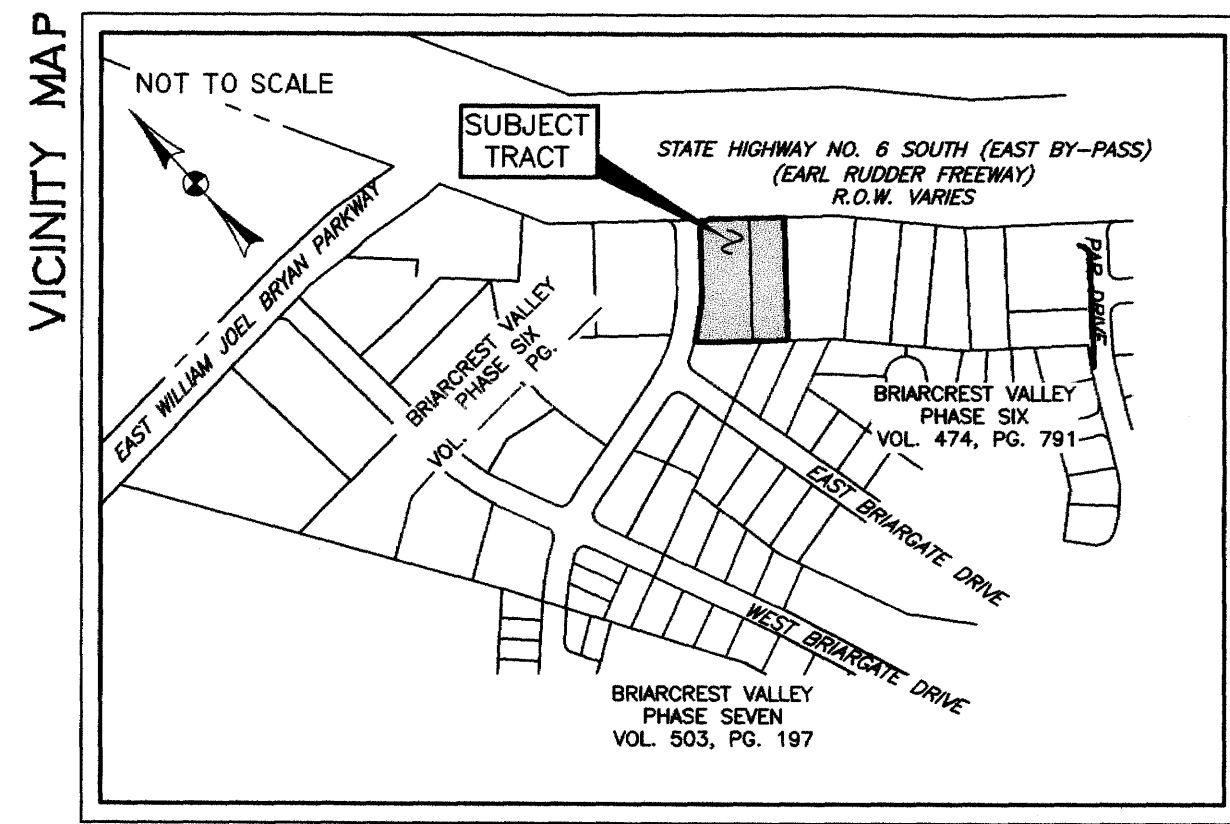 VICINITY MAP
NOT TO SCALE
SUBJECT
TRACT
STATE HIGHWAY NO. 6 SOUTH (EAST BY-PASS)
(EARL RUDDER FREEWAY)
R.O.W. VARIES
EAST WILLIAM JOEL BRYAN PARKWAY
BRIARCREST VALLEY
PHASE SIX
VOL. PG.
PAR DRIVE
BRIARCREST VALLEY
PHASE SIX
VOL. 474, PG. 791
EAST BRIARGATE DRIVE
WEST BRIARGATE DRIVE
BRIARCREST VALLEY
PHASE SEVEN
VOL. 503, PG. 197